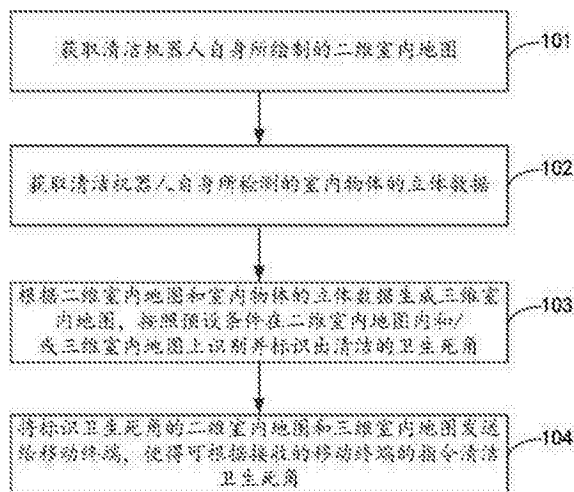 获取清洁机器人自身所绘制的二维室内地图
101
获取清洁机器人自身所检测的室内物体的立体数据
102
根据二维室内地图和室内物体的立体数据生成三维室
内地图，按照预设条件在二维室内地图内和/
或三维室内地图上识别并标识出清洁的卫生死角
103
将标识卫生死角的二维室内地图和三维室内地图发送
给移动终端，使得可根据接收的移动终端的指令清洁
卫生死角
104